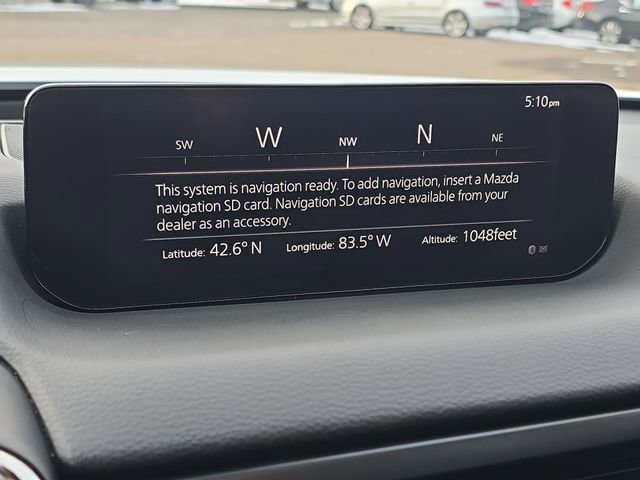 5:10pm
SW W NW N NE
This system is navigation ready. To add navigation, insert a Mazda
navigation SD card. Navigation SD cards are available from your
dealer as an accessory.
Latitude: 42.6° N Longitude: 83.5° W Altitude: 1048feet